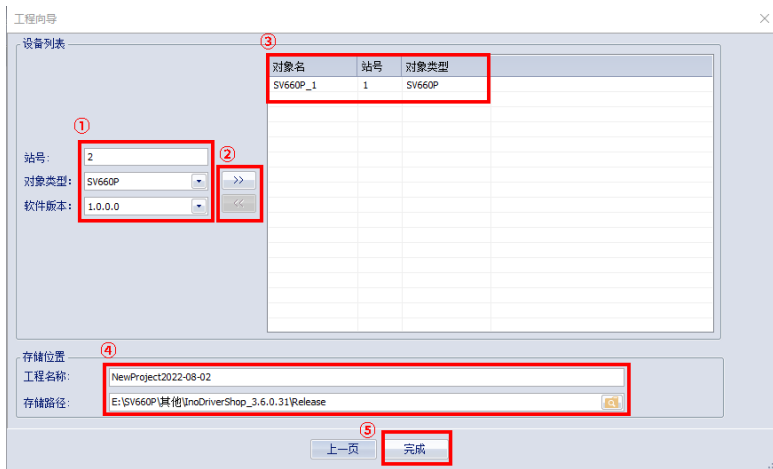 工程向导
设备列表
③
对象名 站号 对象类型
SV660P_1 1 SV660P
①
②
站号: 2
>>
对象类型: SV660P
<<
软件版本: 1.0.0.0
④
存储位置
工程名称: NewProject2022-08-02
存储路径: E:\SV660P\其他\InoDriverShop_3.6.0.31\Release
⑤
上一页 完成